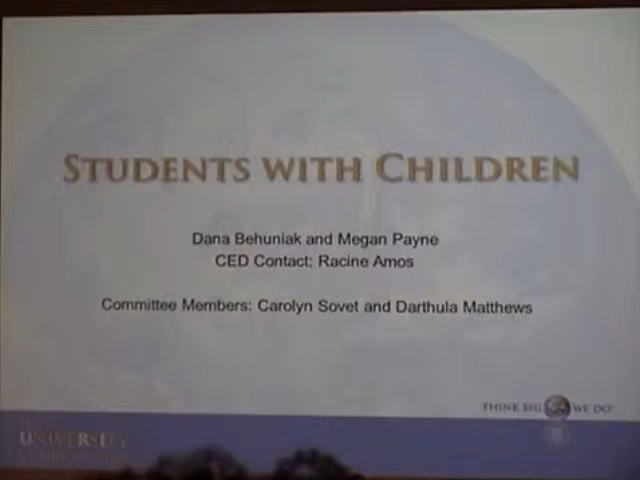 STUDENTS WITH CHILDREN
Dana Behuniak and Megan Payne
CED Contact: Racine Amos
Committee Members: Carolyn Sovet and Darthula Matthews
THINK BIG WE DO
UNIVERSITY